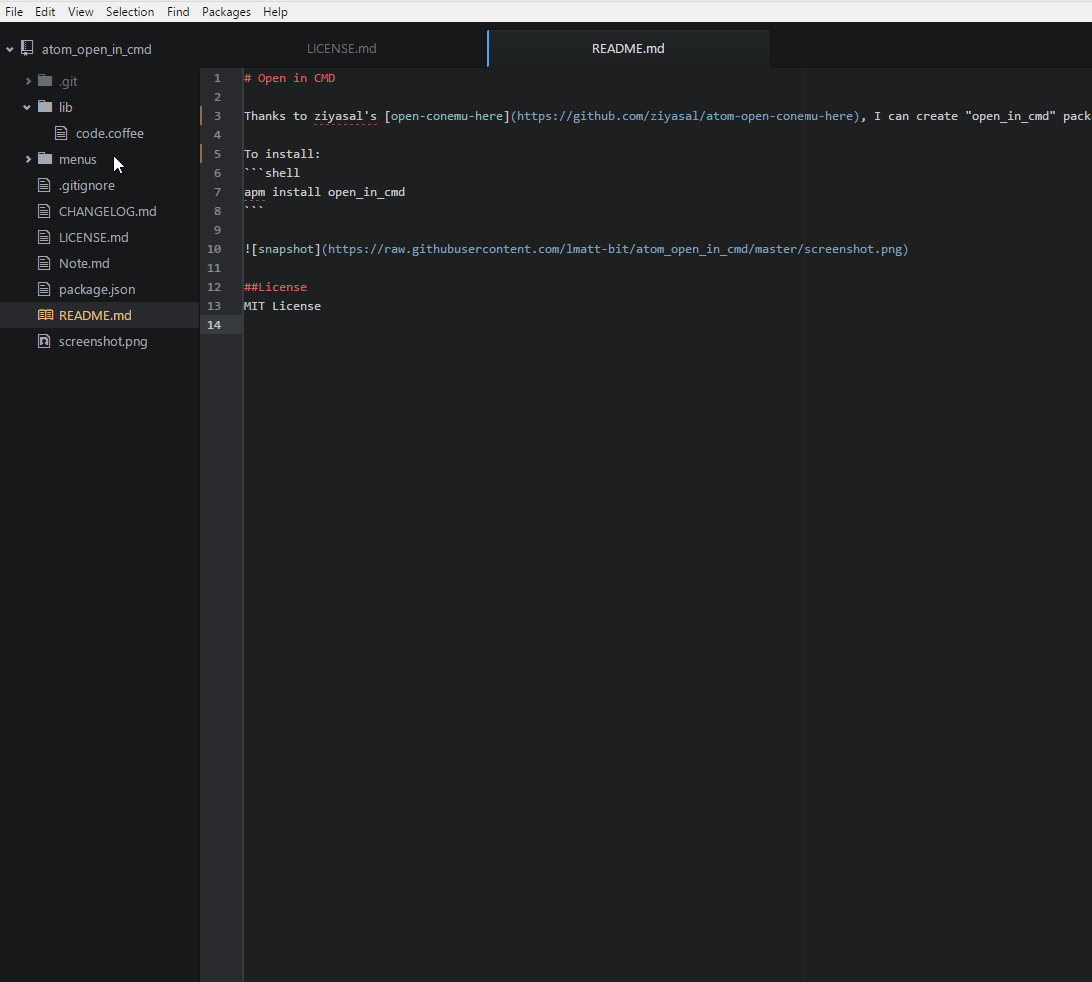 File Edit View Selection Find Packages Help
atom_open_in_cmd
.git
lib
code.coffee
menus
.gitignore
CHANGELOG.md
LICENSE.md
Note.md
package.json
README.md
screenshot.png
LICENSE.md README.md
1 # Open in CMD
2
3 Thanks to ziyasal's [open-conemu-here](https://github.com/ziyasal/atom-open-conemu-here), I can create "open_in_cmd" pack
4
5 To install:
6 ```shell
7 apm install open_in_cmd
8 ```
9
10 ![snapshot](https://raw.githubusercontent.com/lmatt-bit/atom_open_in_cmd/master/screenshot.png)
11
12 ##License
13 MIT License
14